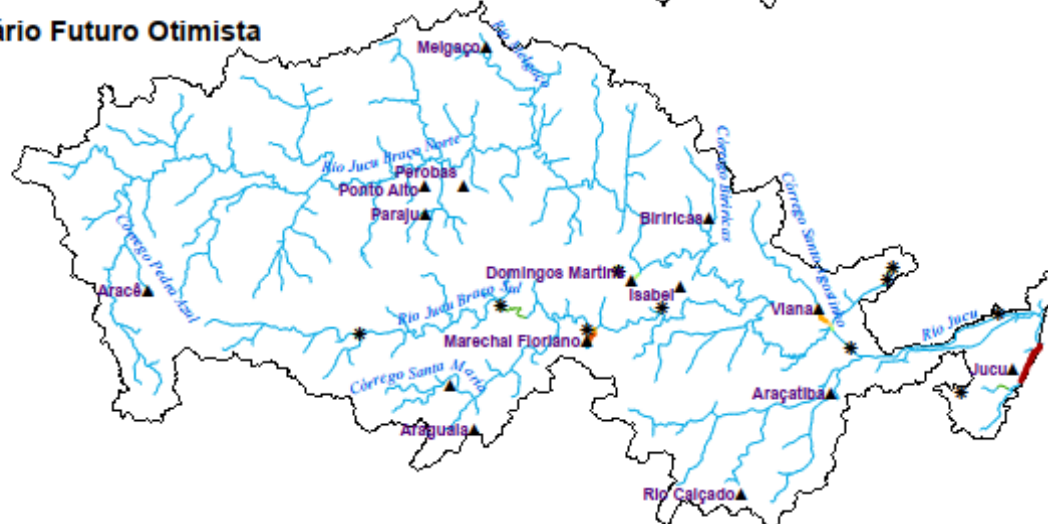 ário Futuro Otimista
Melgaço
Rio Melgaço
Rio Jucu Braço Norte
Perobas
Ponto Alto
Paraju
Córrego Biriricas
Biriricas
Córrego Santo Agostinho
Córrego Pedra Azul
Aracê
Domingos Martins
Isabel
Rio Jucu Braço Sul
Viana
Rio Jucu
Marechal Floriano
Córrego Santa Maria
Jucu
Araçatiba
Araguaia
Rio Calçado